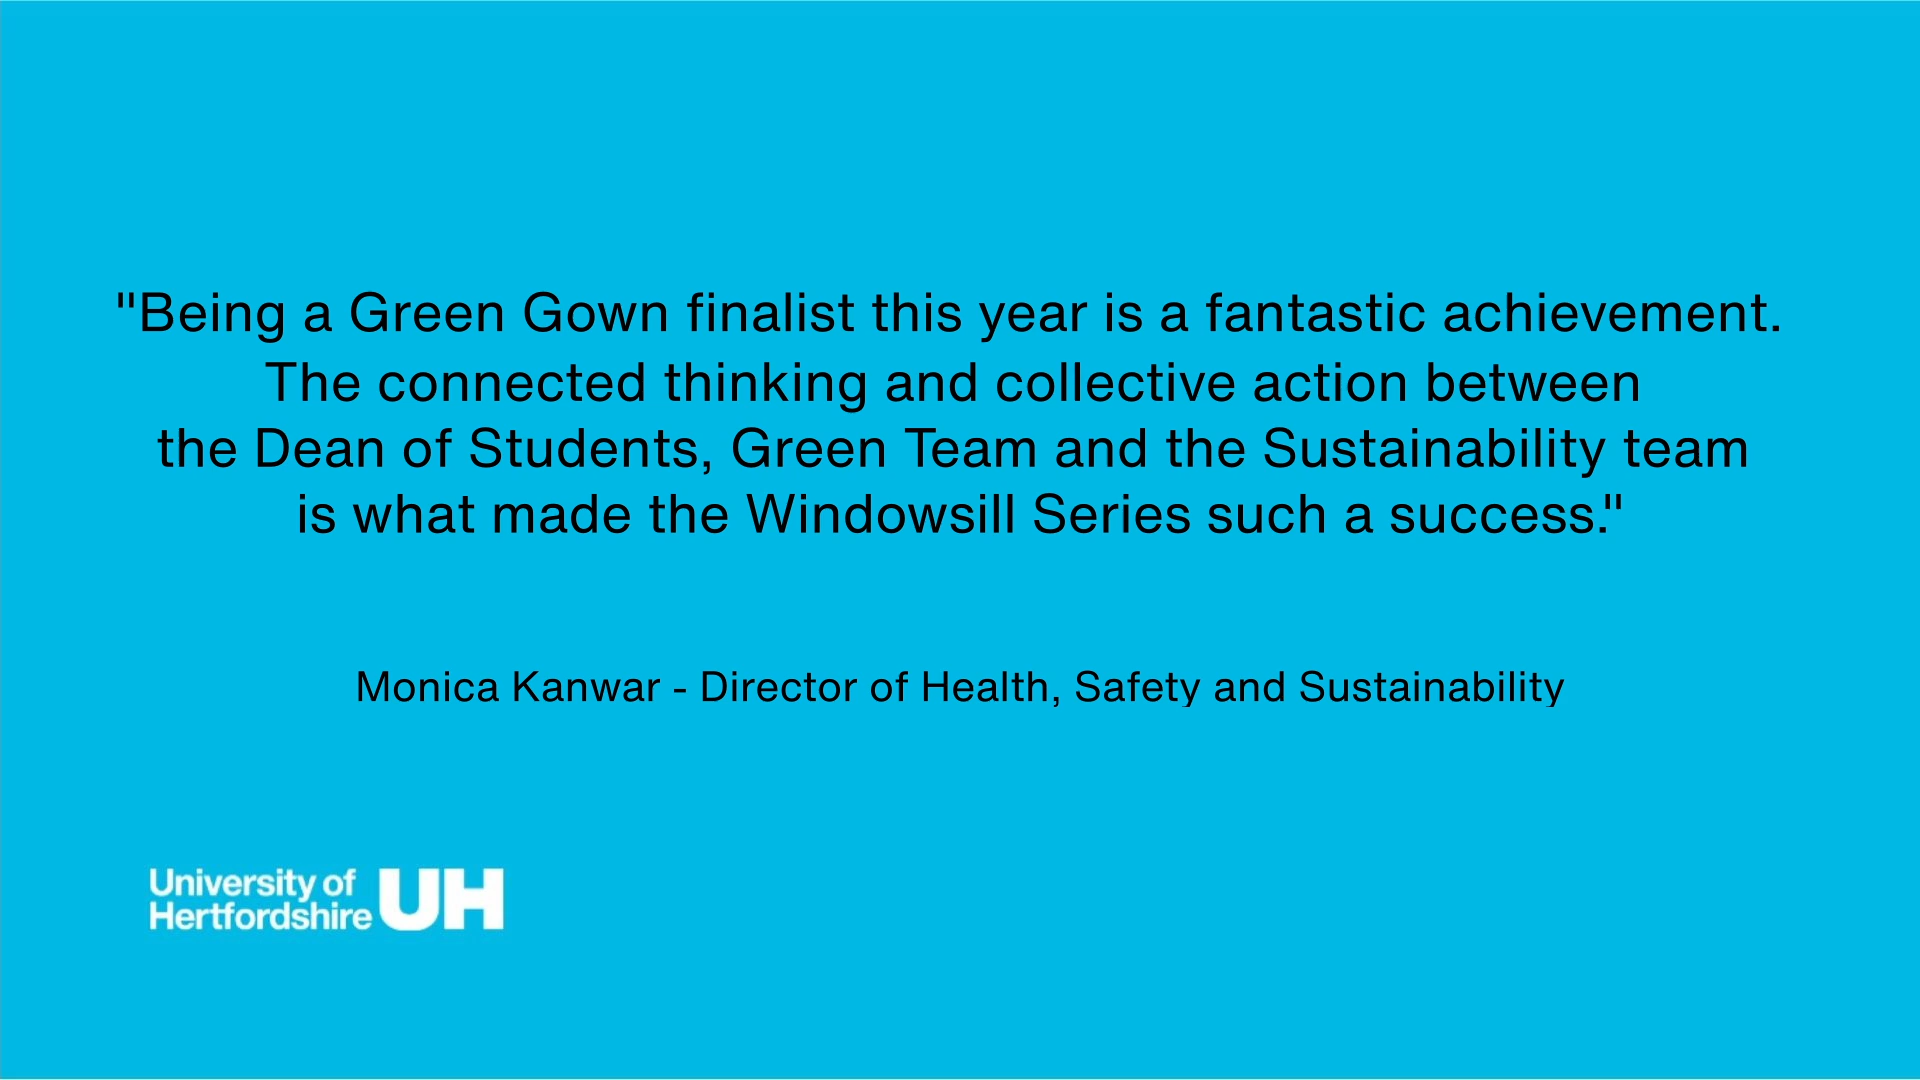 "Being a Green Gown finalist this year is a fantastic achievement.
The connected thinking and collective action between
the Dean of Students, Green Team and the Sustainability team
is what made the Windowsill Series such a success."
Monica Kanwar - Director of Health, Safety and Sustainability
University of
Hertfordshire UH